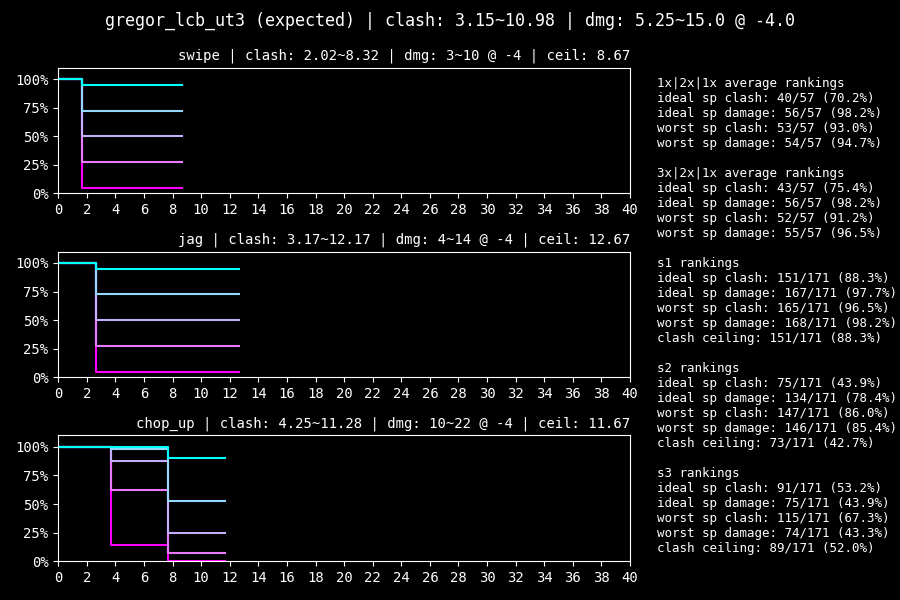 gregor_lcb_ut3 (expected) | clash: 3.15~10.98 | dmg: 5.25~15.0 @ -4.0
swipe | clash: 2.02~8.32 | dmg: 3~10 @ -4 | ceil: 8.67
100%
75%
50%
25%
0%
0 2 4 6 8 10 12 14 16 18 20 22 24 26 28 30 32 34 36 38 40
jag | clash: 3.17~12.17 | dmg: 4~14 @ -4 | ceil: 12.67
100%
75%
50%
25%
0%
0 2 4 6 8 10 12 14 16 18 20 22 24 26 28 30 32 34 36 38 40
chop_up | clash: 4.25~11.28 | dmg: 10~22 @ -4 | ceil: 11.67
100%
75%
50%
25%
0%
0 2 4 6 8 10 12 14 16 18 20 22 24 26 28 30 32 34 36 38 40
1x|2x|1x average rankings
ideal sp clash: 40/57 (70.2%)
ideal sp damage: 56/57 (98.2%)
worst sp clash: 53/57 (93.0%)
worst sp damage: 54/57 (94.7%)
3x|2x|1x average rankings
ideal sp clash: 43/57 (75.4%)
ideal sp damage: 56/57 (98.2%)
worst sp clash: 52/57 (91.2%)
worst sp damage: 55/57 (96.5%)
s1 rankings
ideal sp clash: 151/171 (88.3%)
ideal sp damage: 167/171 (97.7%)
worst sp clash: 165/171 (96.5%)
worst sp damage: 168/171 (98.2%)
clash ceiling: 151/171 (88.3%)
s2 rankings
ideal sp clash: 75/171 (43.9%)
ideal sp damage: 134/171 (78.4%)
worst sp clash: 147/171 (86.0%)
worst sp damage: 146/171 (85.4%)
clash ceiling: 73/171 (42.7%)
s3 rankings
ideal sp clash: 91/171 (53.2%)
ideal sp damage: 75/171 (43.9%)
worst sp clash: 115/171 (67.3%)
worst sp damage: 74/171 (43.3%)
clash ceiling: 89/171 (52.0%)